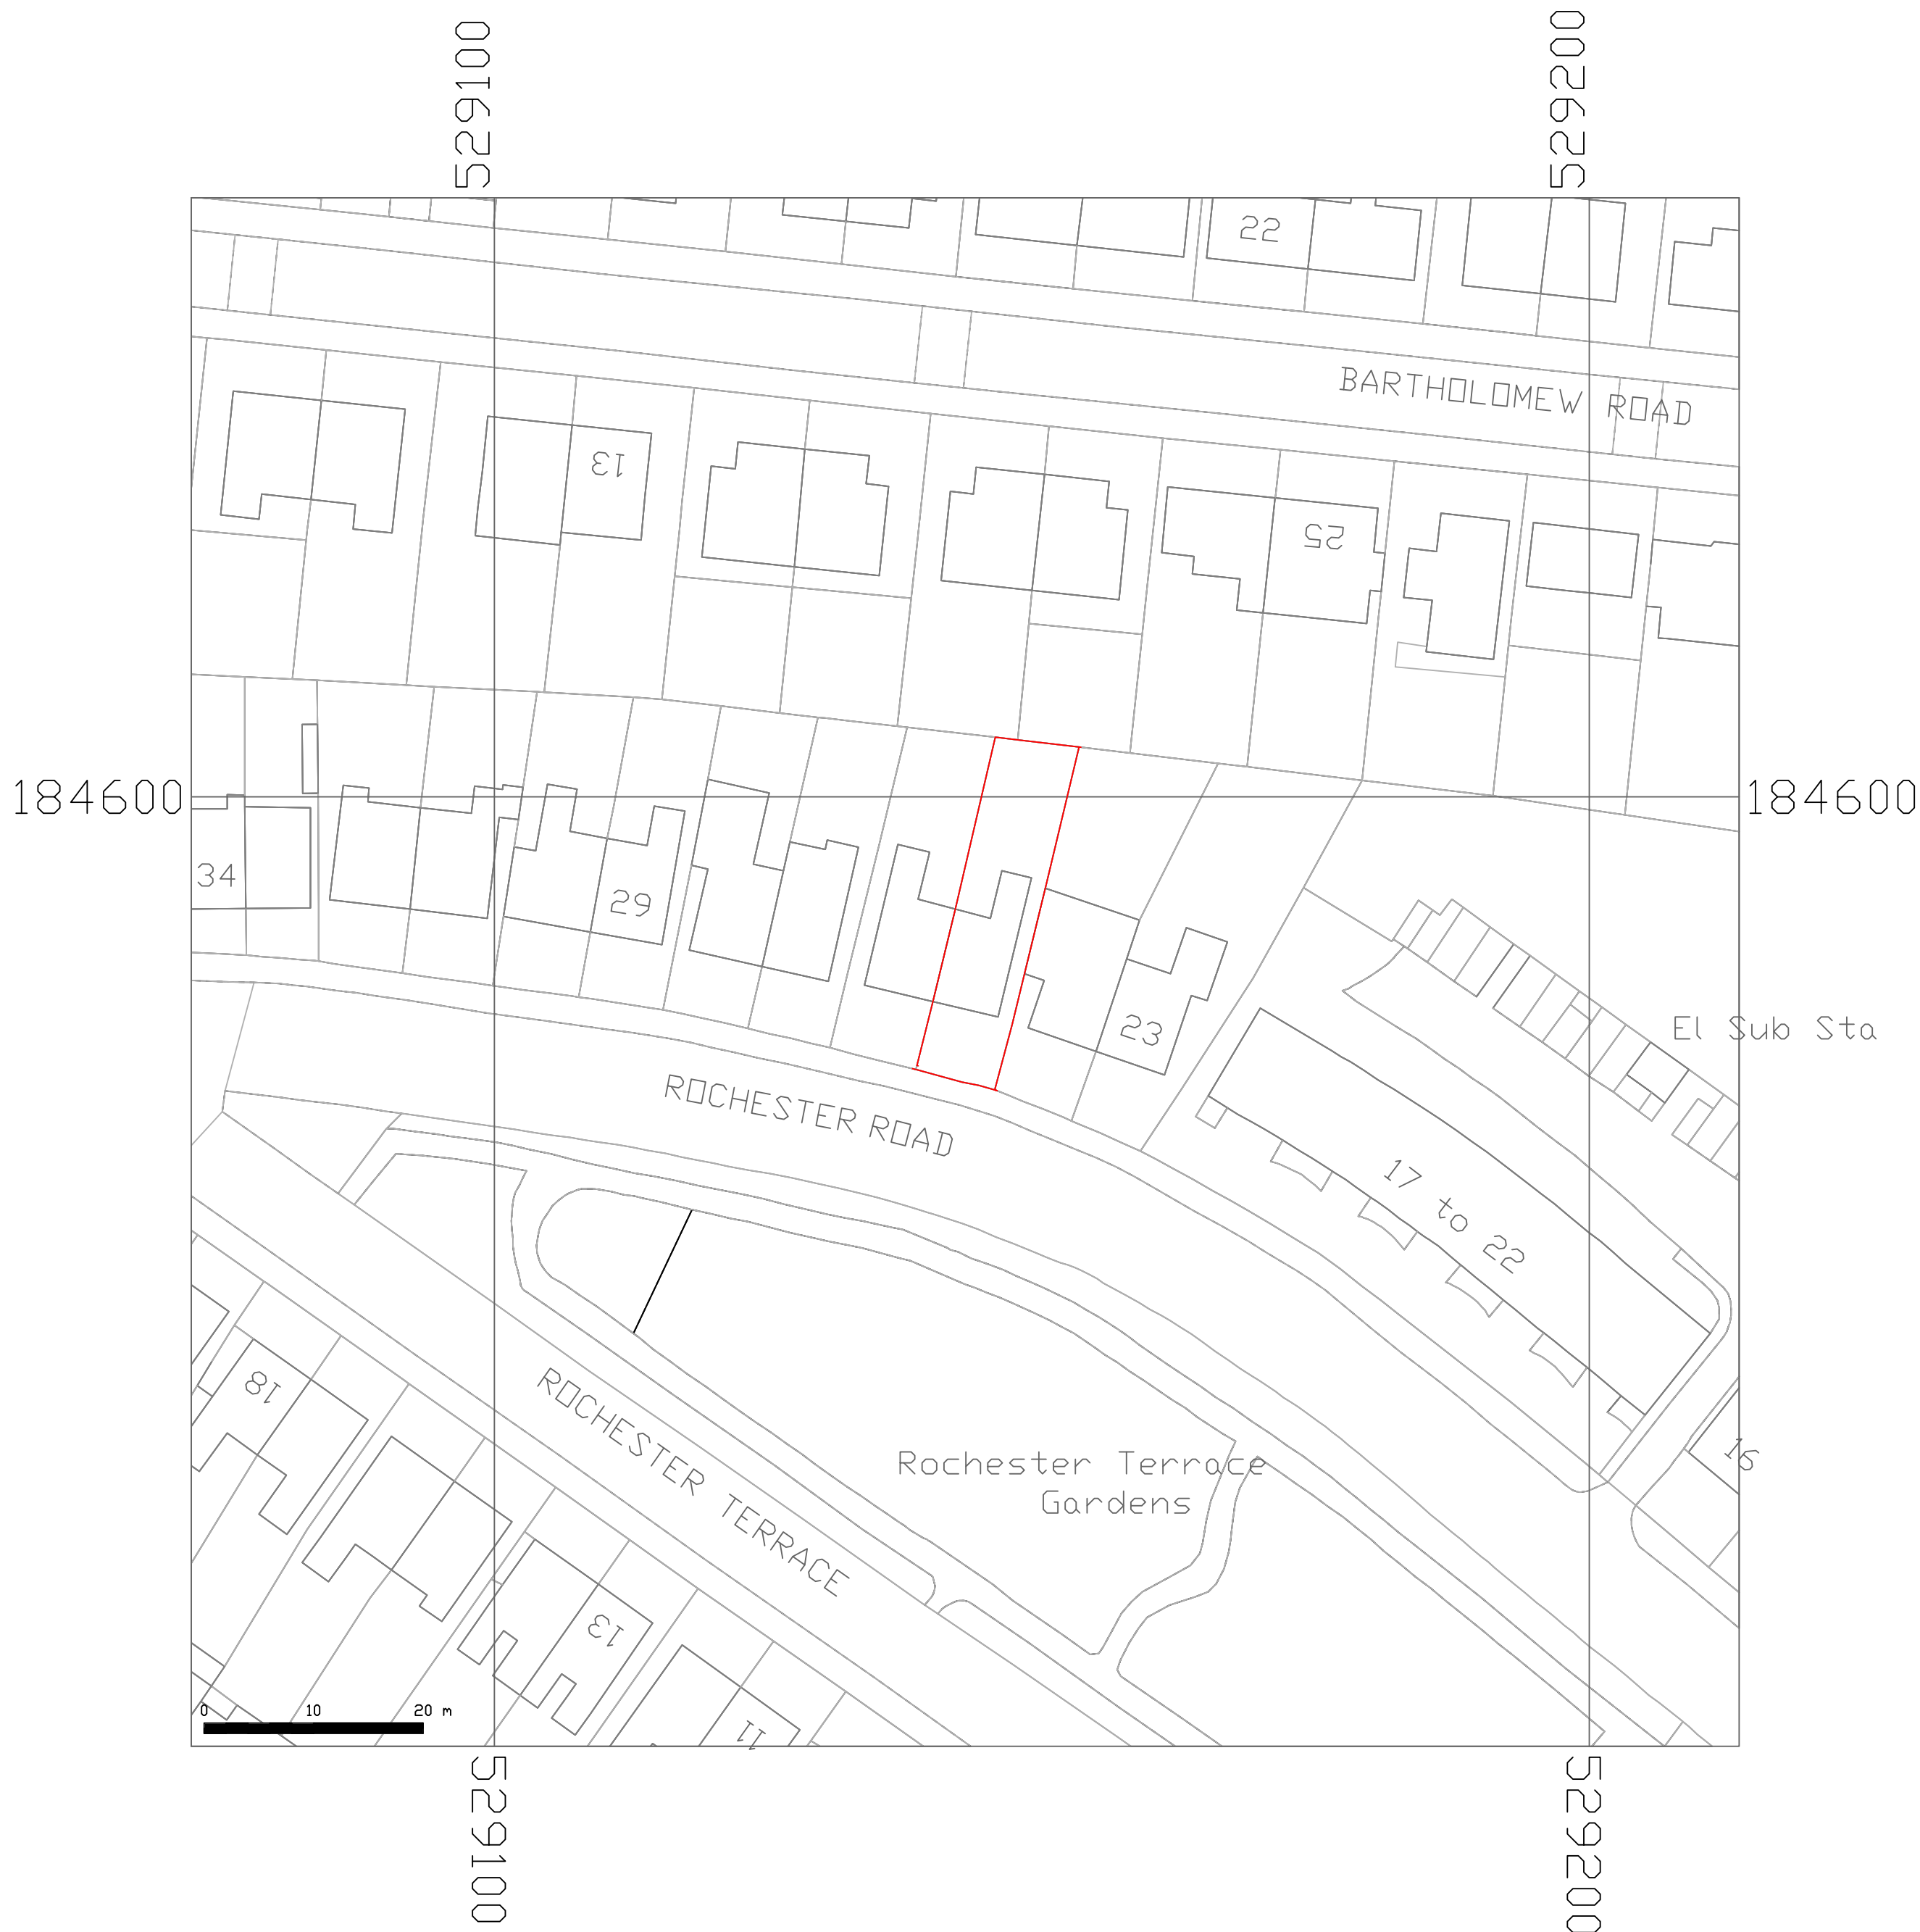 529100
529200
22
BARTHOLOMEW ROAD
13
25
184600
184600
34
29
23
El Sub Sta
ROCHESTER ROAD
17 to 22
18
ROCHESTER TERRACE
Rochester Terrace
Gardens
16
13
11
0 10 20 m
529100
529200